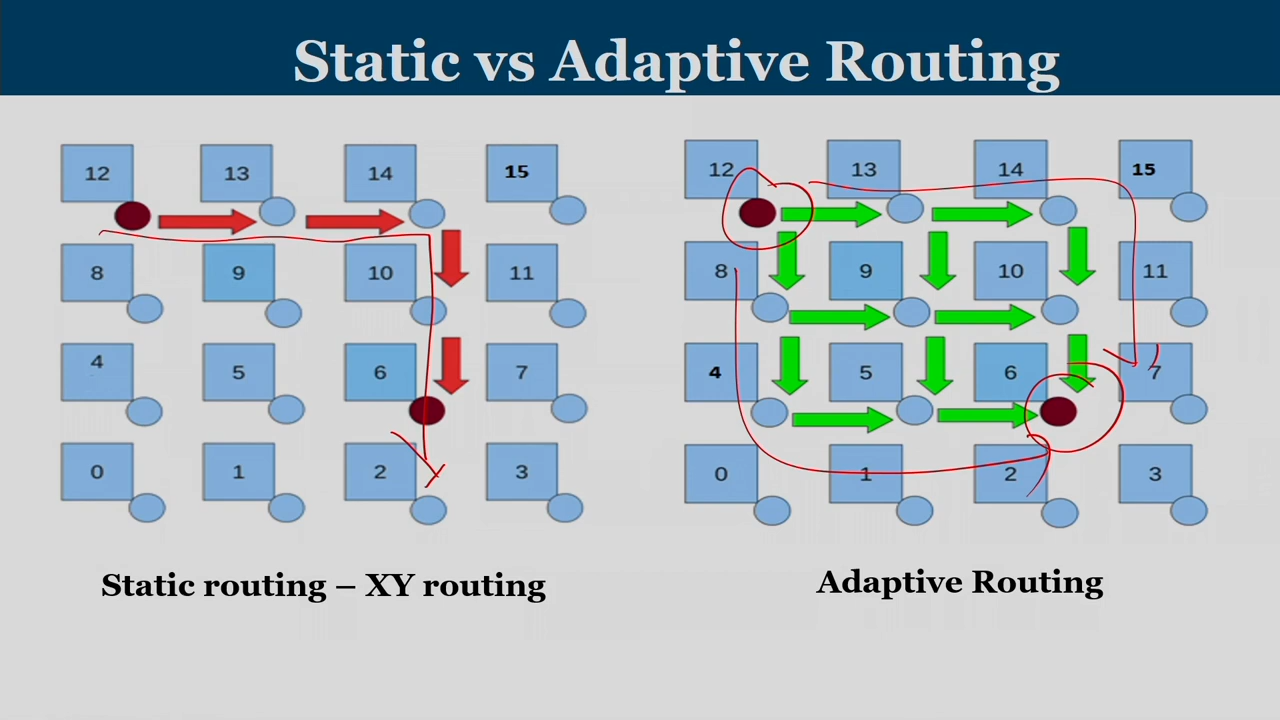 Static vs Adaptive Routing
12 13 14 15
8 9 10 11
4 5 6 7
0 1 2 3
Static routing – XY routing
12 13 14 15
8 9 10 11
4 5 6 7
0 1 2 3
Adaptive Routing